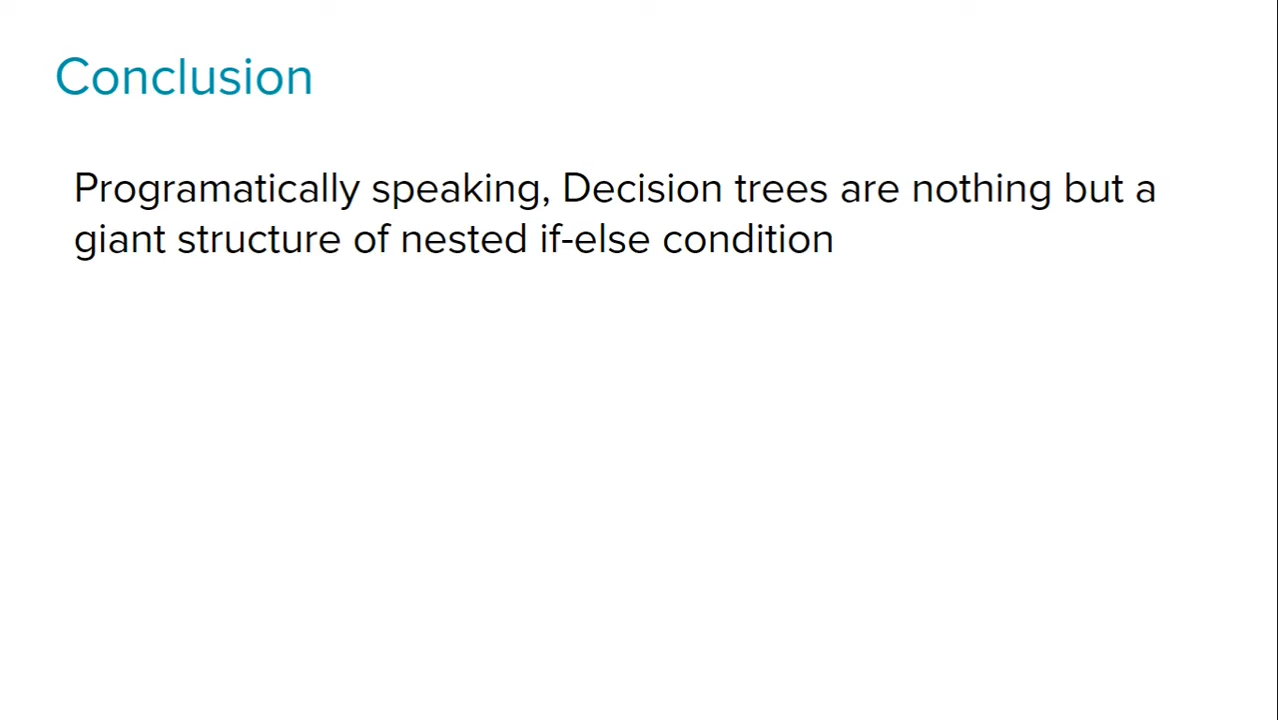 Conclusion
Programatically speaking, Decision trees are nothing but a
giant structure of nested if-else condition